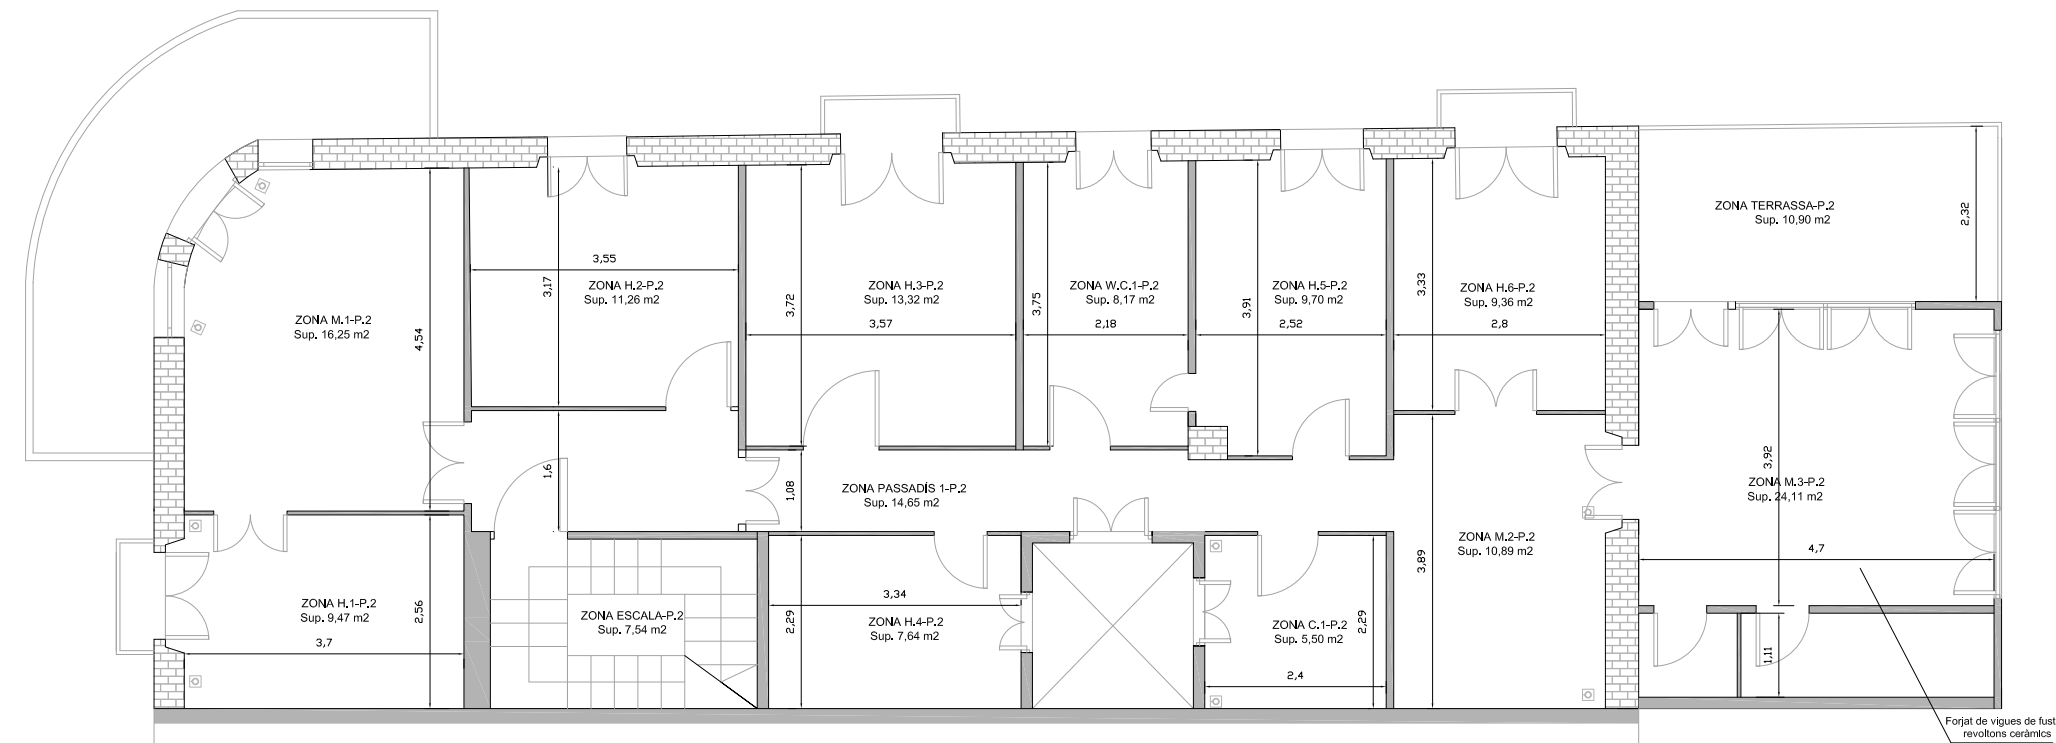 ZONA TERRASSA-P.2
Sup. 10,90 m2
2,32
3,55
3,17
ZONA H.2-P.2
Sup. 11,26 m2
3,72
ZONA H.3-P.2
Sup. 13,32 m2
3,57
3,75
ZONA W.C.1-P.2
Sup. 8,17 m2
2,18
3,91
ZONA H.5-P.2
Sup. 9,70 m2
2,52
3,33
ZONA H.6-P.2
Sup. 9,36 m2
2,8
ZONA M.1-P.2
Sup. 16,25 m2
4,54
1,6
1,08
ZONA PASSADÍS 1-P.2
Sup. 14,65 m2
3,92
ZONA M.3-P.2
Sup. 24,11 m2
4,7
ZONA M.2-P.2
Sup. 10,89 m2
3,89
ZONA H.1-P.2
Sup. 9,47 m2
3,7
2,56
ZONA ESCALA-P.2
Sup. 7,54 m2
3,34
2,29
ZONA H.4-P.2
Sup. 7,64 m2
ZONA C.1-P.2
Sup. 5,50 m2
2,29
2,4
1,11
Forjat de vigues de fust
revoltons ceràmics